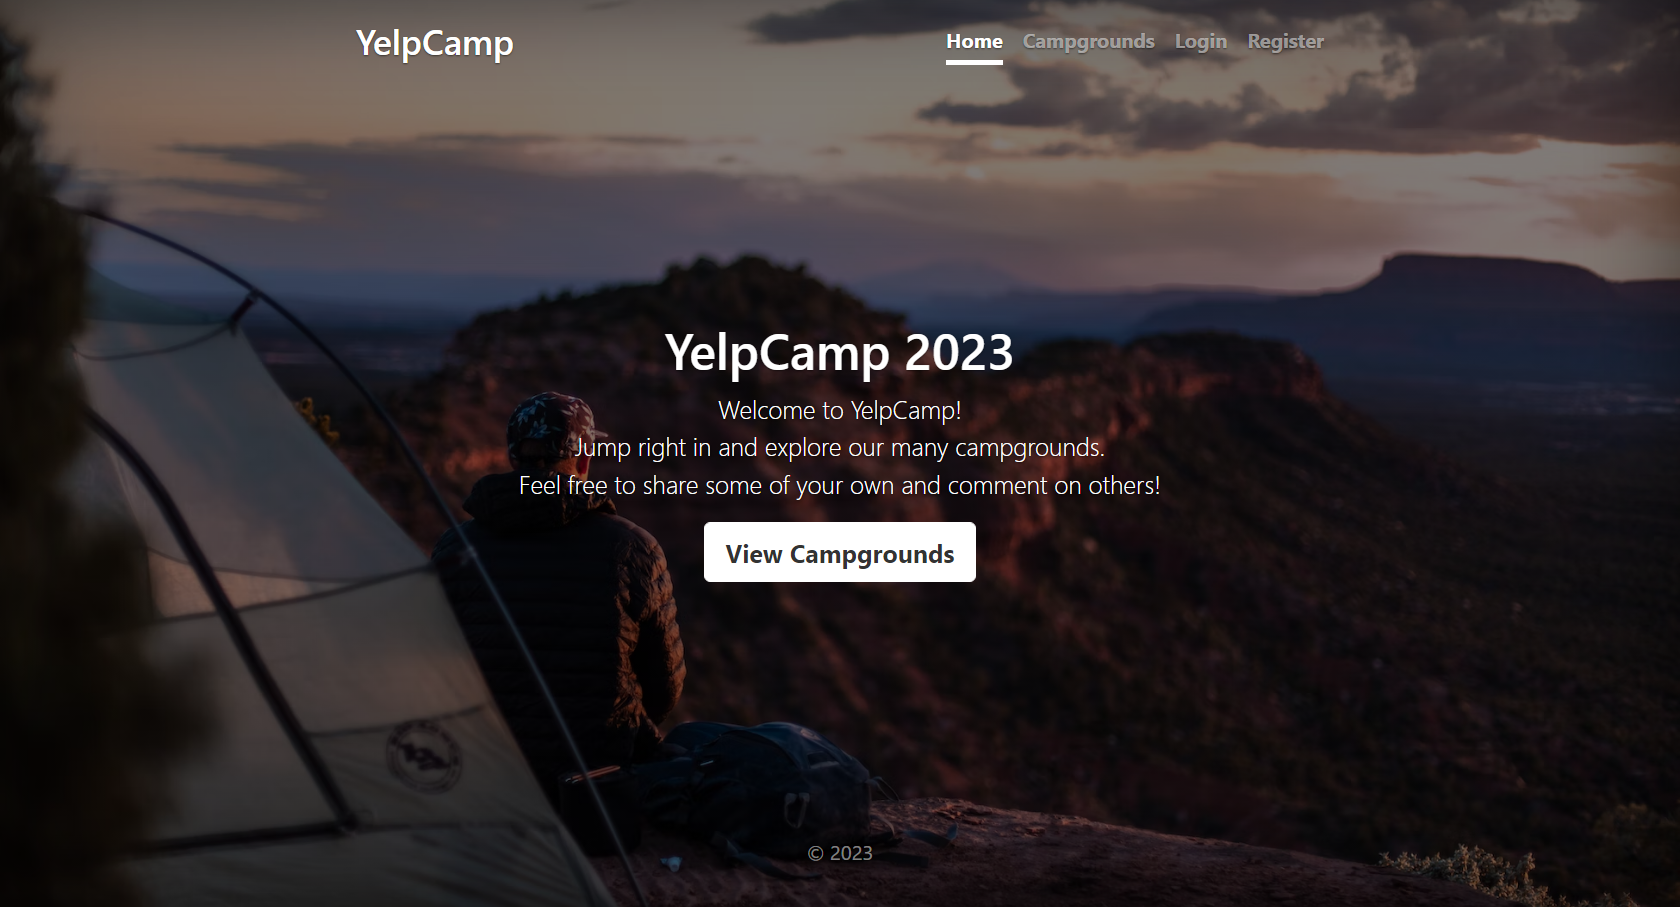 YelpCamp
Home Campgrounds Login Register
YelpCamp 2023
Welcome to YelpCamp!
Jump right in and explore our many campgrounds.
Feel free to share some of your own and comment on others!
View Campgrounds
© 2023